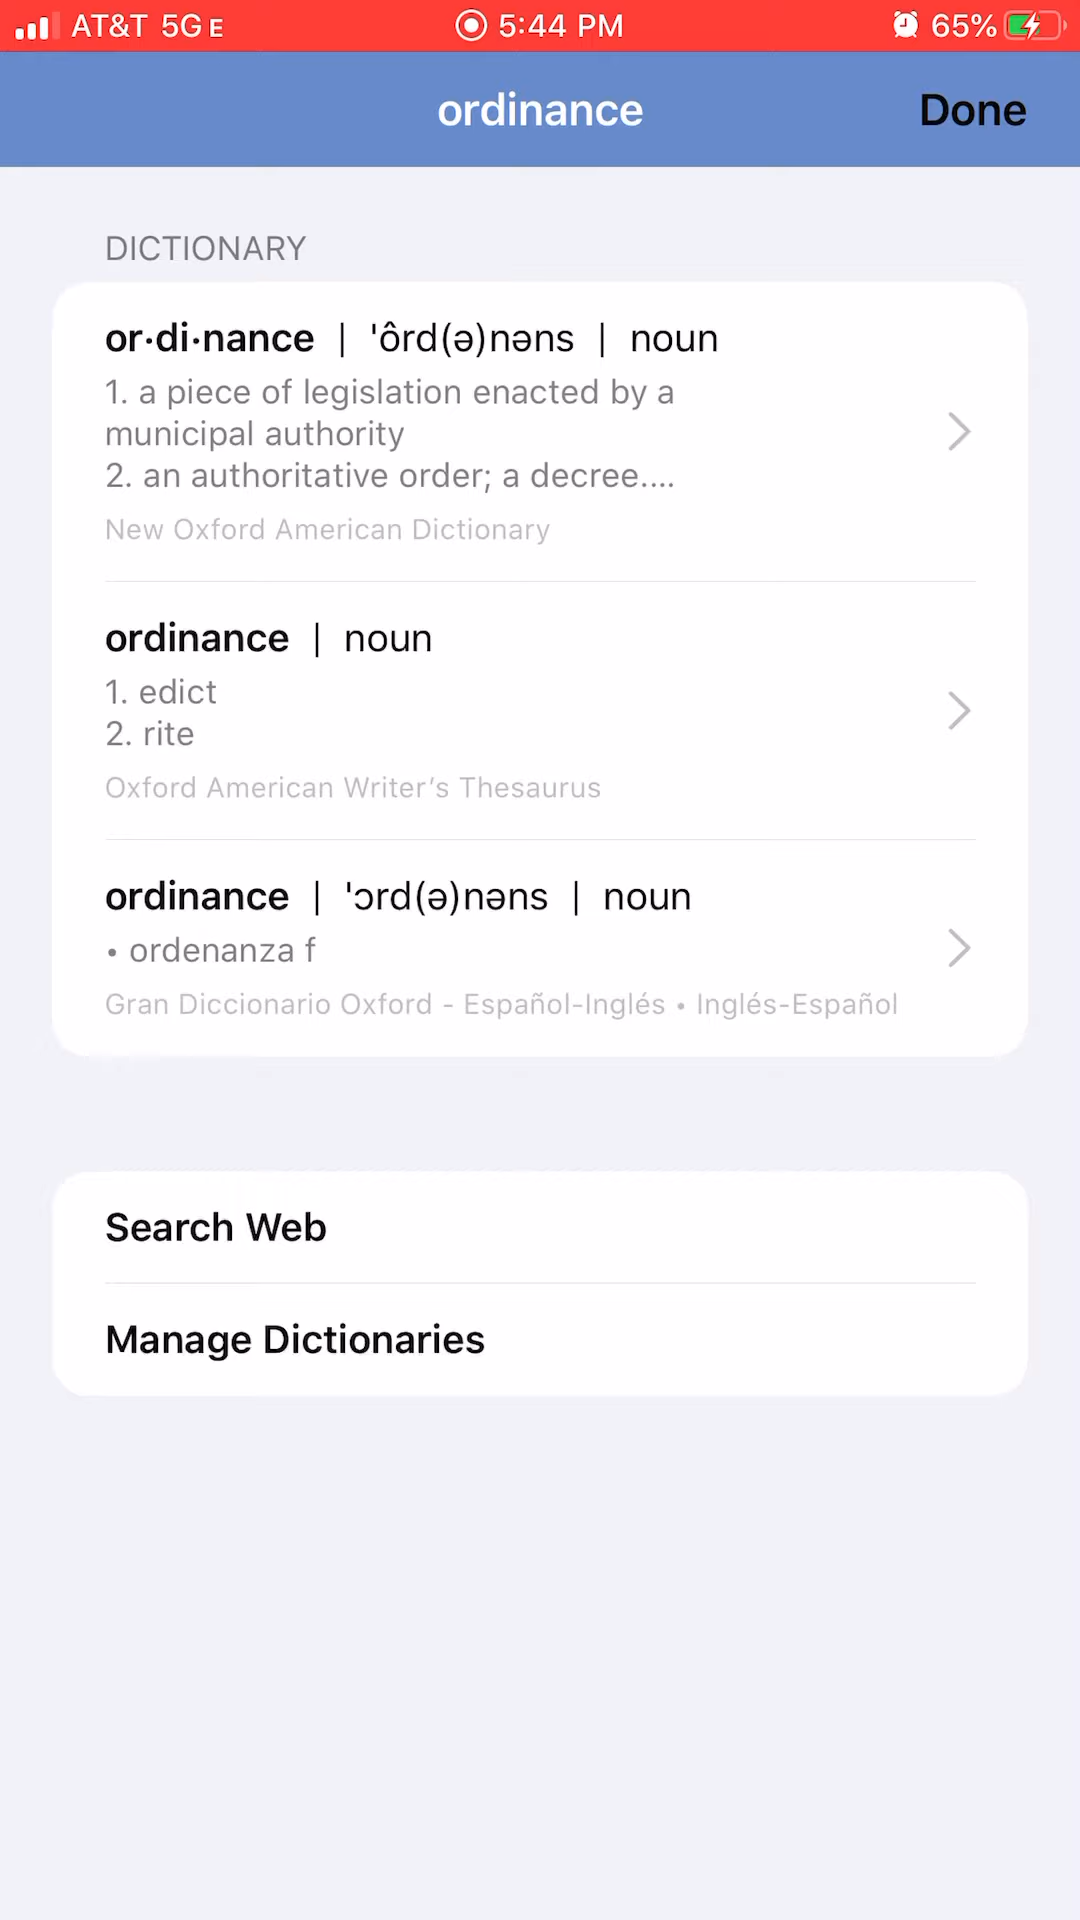 AT&T 5GE 5:44 PM 65%
ordinance Done
DICTIONARY
or·di·nance | 'ôrd(ə)nəns | noun
1. a piece of legislation enacted by a
municipal authority
2. an authoritative order; a decree....
New Oxford American Dictionary
ordinance | noun
1. edict
2. rite
Oxford American Writer's Thesaurus
ordinance | 'ɔrd(ə)nəns | noun
• ordenanza f
Gran Diccionario Oxford - Español-Inglés • Inglés-Español
Search Web
Manage Dictionaries